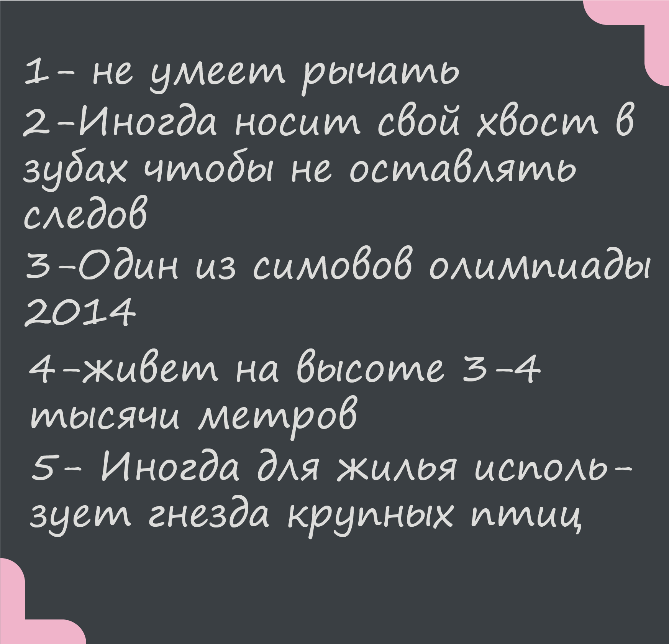 1- не умеет рычать
2-Иногда носит свой хвост в
зубах чтобы не оставлять
следов
3-Один из симовов олимпиады
2014
4-живет на высоте 3-4
тысячи метров
5- Иногда для жилья исполь-
зует гнезда крупных птиц